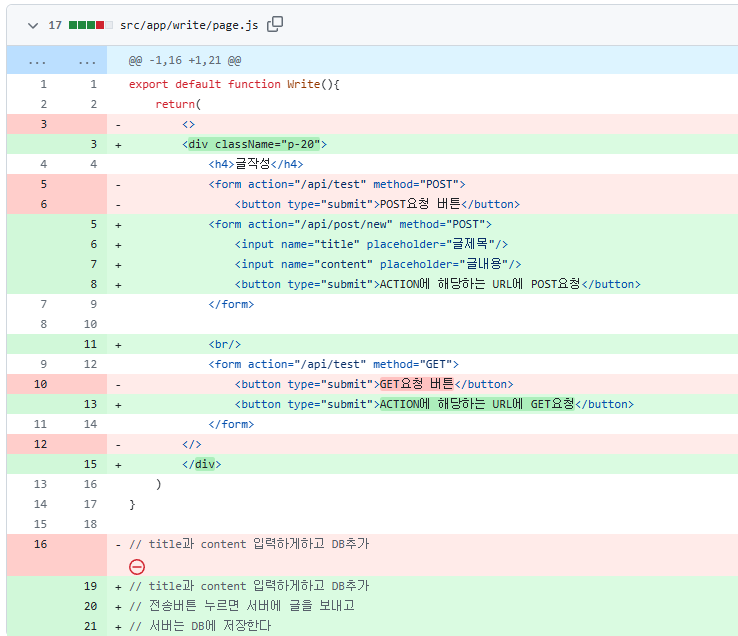 17 src/app/write/page.js
... ... @@ -1,16 +1,21 @@
1 1 export default function Write(){
2 2 return(
3 - <>
3 + <div className="p-20">
4 4 <h4>글작성</h4>
5 - <form action="/api/test" method="POST">
6 - <button type="submit">POST요청 버튼</button>
5 + <form action="/api/post/new" method="POST">
6 + <input name="title" placeholder="글제목"/>
7 + <input name="content" placeholder="글내용"/>
8 + <button type="submit">ACTION에 해당하는 URL에 POST요청</button>
7 9 </form>
8 10
11 + <br/>
9 12 <form action="/api/test" method="GET">
10 - <button type="submit">GET요청 버튼</button>
13 + <button type="submit">ACTION에 해당하는 URL에 GET요청</button>
11 14 </form>
12 - </>
15 + </div>
13 16 )
14 17 }
15 18
16 - // title과 content 입력하게하고 DB추가
19 + // title과 content 입력하게하고 DB추가
20 + // 전송버튼 누르면 서버에 글을 보내고
21 + // 서버는 DB에 저장한다